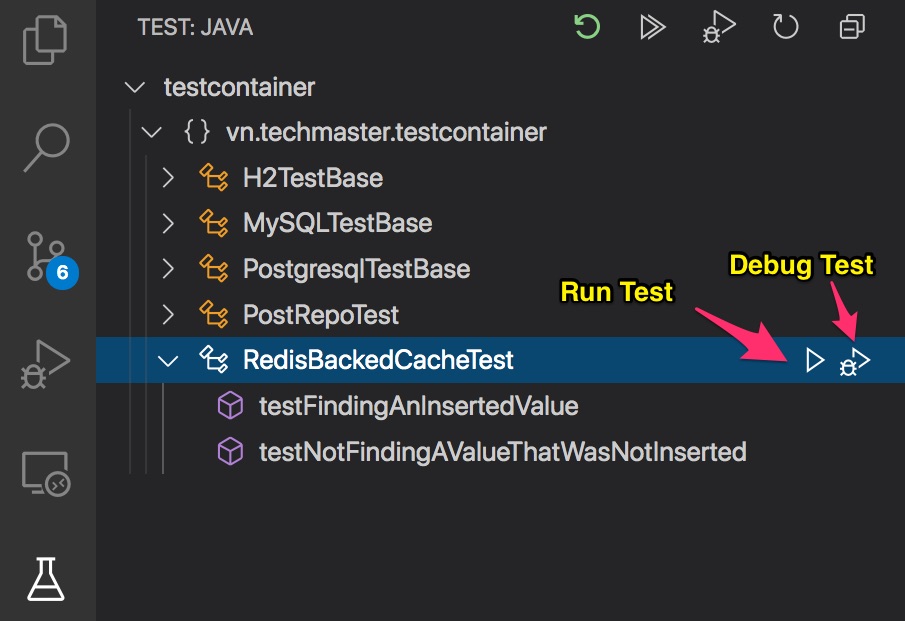 TEST: JAVA
testcontainer
{} vn.techmaster.testcontainer
H2TestBase
MySQLTestBase
PostgresqlTestBase
Debug Test
6
Run Test
PostRepoTest
RedisBackedCacheTest
testFindingAnInsertedValue
testNotFindingAValueThatWasNotInserted